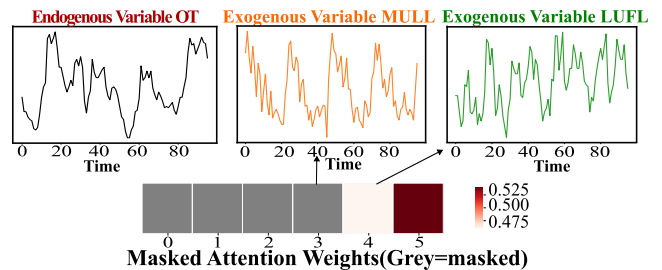 Endogenous Variable OT
Exogenous Variable MULL
Exogenous Variable LUFL
0 20 40 60 80
Time
0 20 40 60 80
Time
0 20 40 60 80
Time
0 1 2 3 4 5
0.525
0.500
0.475
Masked Attention Weights(Grey=masked)